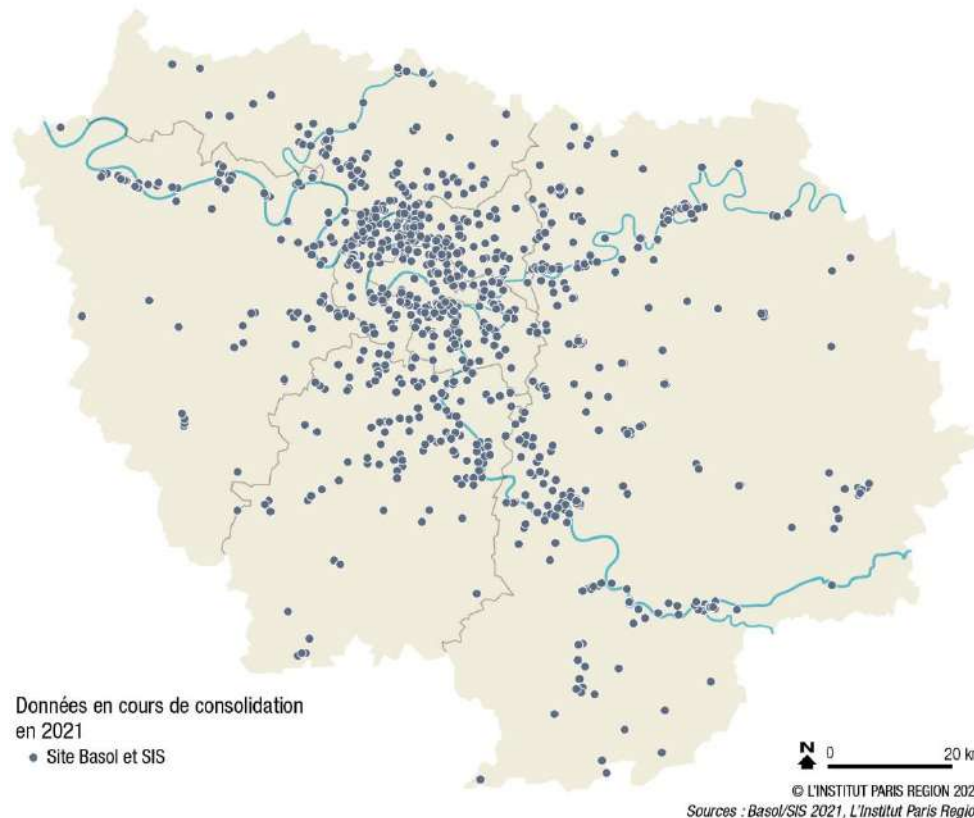 Données en cours de consolidation
en 2021
Site Basol et SIS
N
0 20 k
© L'INSTITUT PARIS REGION 202
Sources : Basol/SIS 2021, L'Institut Paris Regio